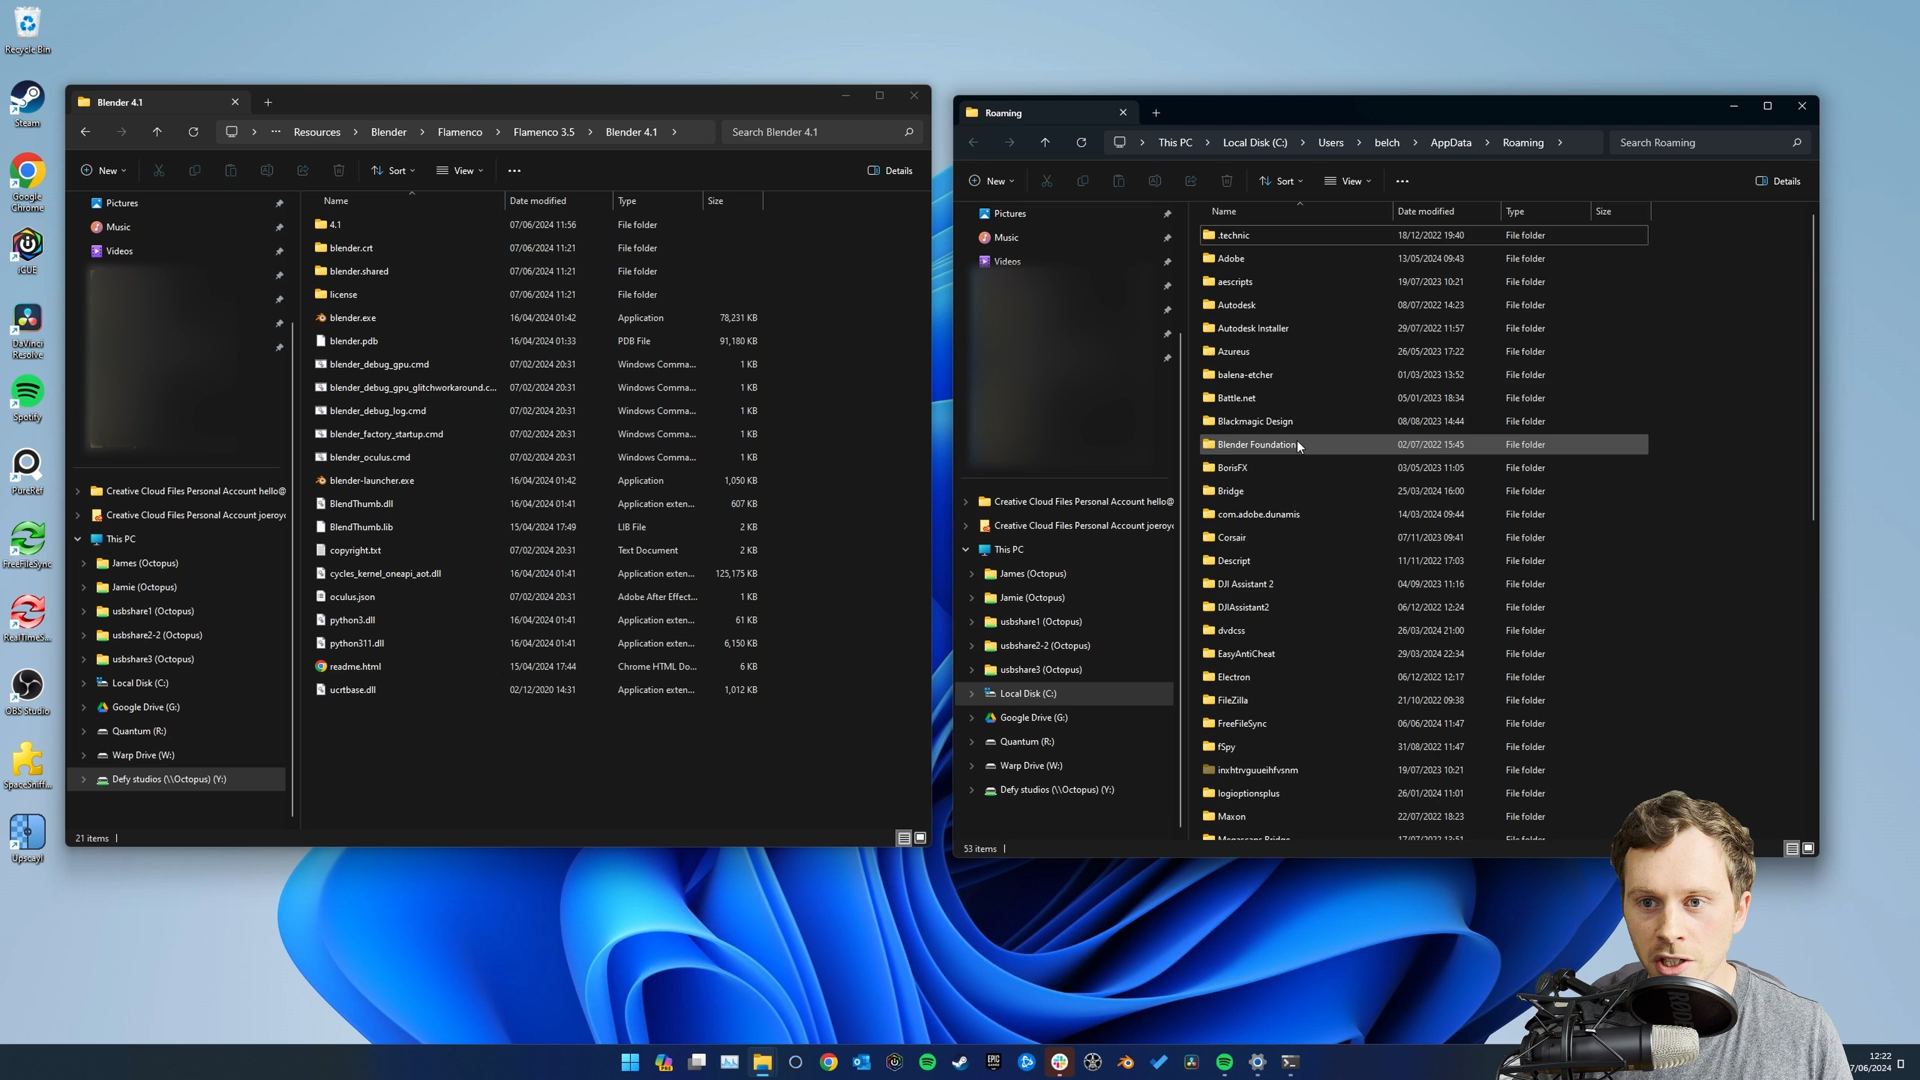 Recycle Bin
Steam
Google
Chrome
iCUE
DaVinci
Resolve
Spotify
PureRef
FreeFileSync
RealTimeS...
OBS Studio
SpaceSniff...
Upscayl
Blender 4.1
Resources > Blender > Flamenco > Flamenco 3.5 > Blender 4.1 >
Search Blender 4.1
New
Sort
View
Details
Pictures
Music
Videos
Creative Cloud Files Personal Account hello@
Creative Cloud Files Personal Account joeroyc
This PC
James (Octopus)
Jamie (Octopus)
usbshare1 (Octopus)
usbshare2-2 (Octopus)
usbshare3 (Octopus)
Local Disk (C:)
Google Drive (G:)
Quantum (R:)
Warp Drive (W:)
Defy studios (\\Octopus) (Y:)
Name Date modified Type Size
4.1 07/06/2024 11:56 File folder
blender.crt 07/06/2024 11:21 File folder
blender.shared 07/06/2024 11:21 File folder
license 07/06/2024 11:21 File folder
blender.exe 16/04/2024 01:42 Application 78,231 KB
blender.pdb 16/04/2024 01:33 PDB File 91,180 KB
blender_debug_gpu.cmd 07/02/2024 20:31 Windows Comma... 1 KB
blender_debug_gpu_glitchworkaround.c... 07/02/2024 20:31 Windows Comma... 1 KB
blender_debug_log.cmd 07/02/2024 20:31 Windows Comma... 1 KB
blender_factory_startup.cmd 07/02/2024 20:31 Windows Comma... 1 KB
blender_oculus.cmd 07/02/2024 20:31 Windows Comma... 1 KB
blender-launcher.exe 16/04/2024 01:42 Application 1,050 KB
BlendThumb.dll 16/04/2024 01:41 Application exten... 607 KB
BlendThumb.lib 15/04/2024 17:49 LIB File 2 KB
copyright.txt 07/02/2024 20:31 Text Document 2 KB
cycles_kernel_oneapi_aot.dll 16/04/2024 01:41 Application exten... 125,175 KB
oculus.json 07/02/2024 20:31 Adobe After Effect... 1 KB
python3.dll 16/04/2024 01:41 Application exten... 61 KB
python311.dll 16/04/2024 01:41 Application exten... 6,150 KB
readme.html 15/04/2024 17:44 Chrome HTML Do... 6 KB
ucrtbase.dll 02/12/2020 14:31 Application exten... 1,012 KB
21 items
Roaming
This PC > Local Disk (C:) > Users > belch > AppData > Roaming >
Search Roaming
New
Sort
View
Details
Pictures
Music
Videos
Creative Cloud Files Personal Account hello@
Creative Cloud Files Personal Account joeroyc
This PC
James (Octopus)
Jamie (Octopus)
usbshare1 (Octopus)
usbshare2-2 (Octopus)
usbshare3 (Octopus)
Local Disk (C:)
Google Drive (G:)
Quantum (R:)
Warp Drive (W:)
Defy studios (\\Octopus) (Y:)
Name Date modified Type Size
.technic 18/12/2022 19:40 File folder
Adobe 13/05/2024 09:43 File folder
aescripts 19/07/2023 10:21 File folder
Autodesk 08/07/2022 14:23 File folder
Autodesk Installer 29/07/2022 11:57 File folder
Azureus 26/05/2023 17:22 File folder
balena-etcher 01/03/2023 13:52 File folder
Battle.net 05/01/2023 18:34 File folder
Blackmagic Design 08/08/2023 14:44 File folder
Blender Foundation 02/07/2022 15:45 File folder
BorisFX 03/05/2023 11:05 File folder
Bridge 25/03/2024 16:00 File folder
com.adobe.dunamis 14/03/2024 09:44 File folder
Corsair 07/11/2023 09:41 File folder
Descript 11/11/2022 17:03 File folder
DJI Assistant 2 04/09/2023 11:16 File folder
DJIAssistant2 06/12/2022 12:24 File folder
dvdcss 26/03/2024 21:00 File folder
EasyAntiCheat 29/03/2024 22:34 File folder
Electron 06/12/2022 12:17 File folder
FileZilla 21/10/2022 09:38 File folder
FreeFileSync 06/06/2024 11:47 File folder
fSpy 31/08/2022 11:47 File folder
inxhtrvguueihfvsnm 19/07/2023 10:21 File folder
logioptionsplus 26/01/2024 11:01 File folder
Maxon 22/07/2022 18:23 File folder
Megascans Bridge 17/07/2022 13:51 File folder
53 items
RODE
PRE
EPIC
GAMES
12:22
7/06/2024